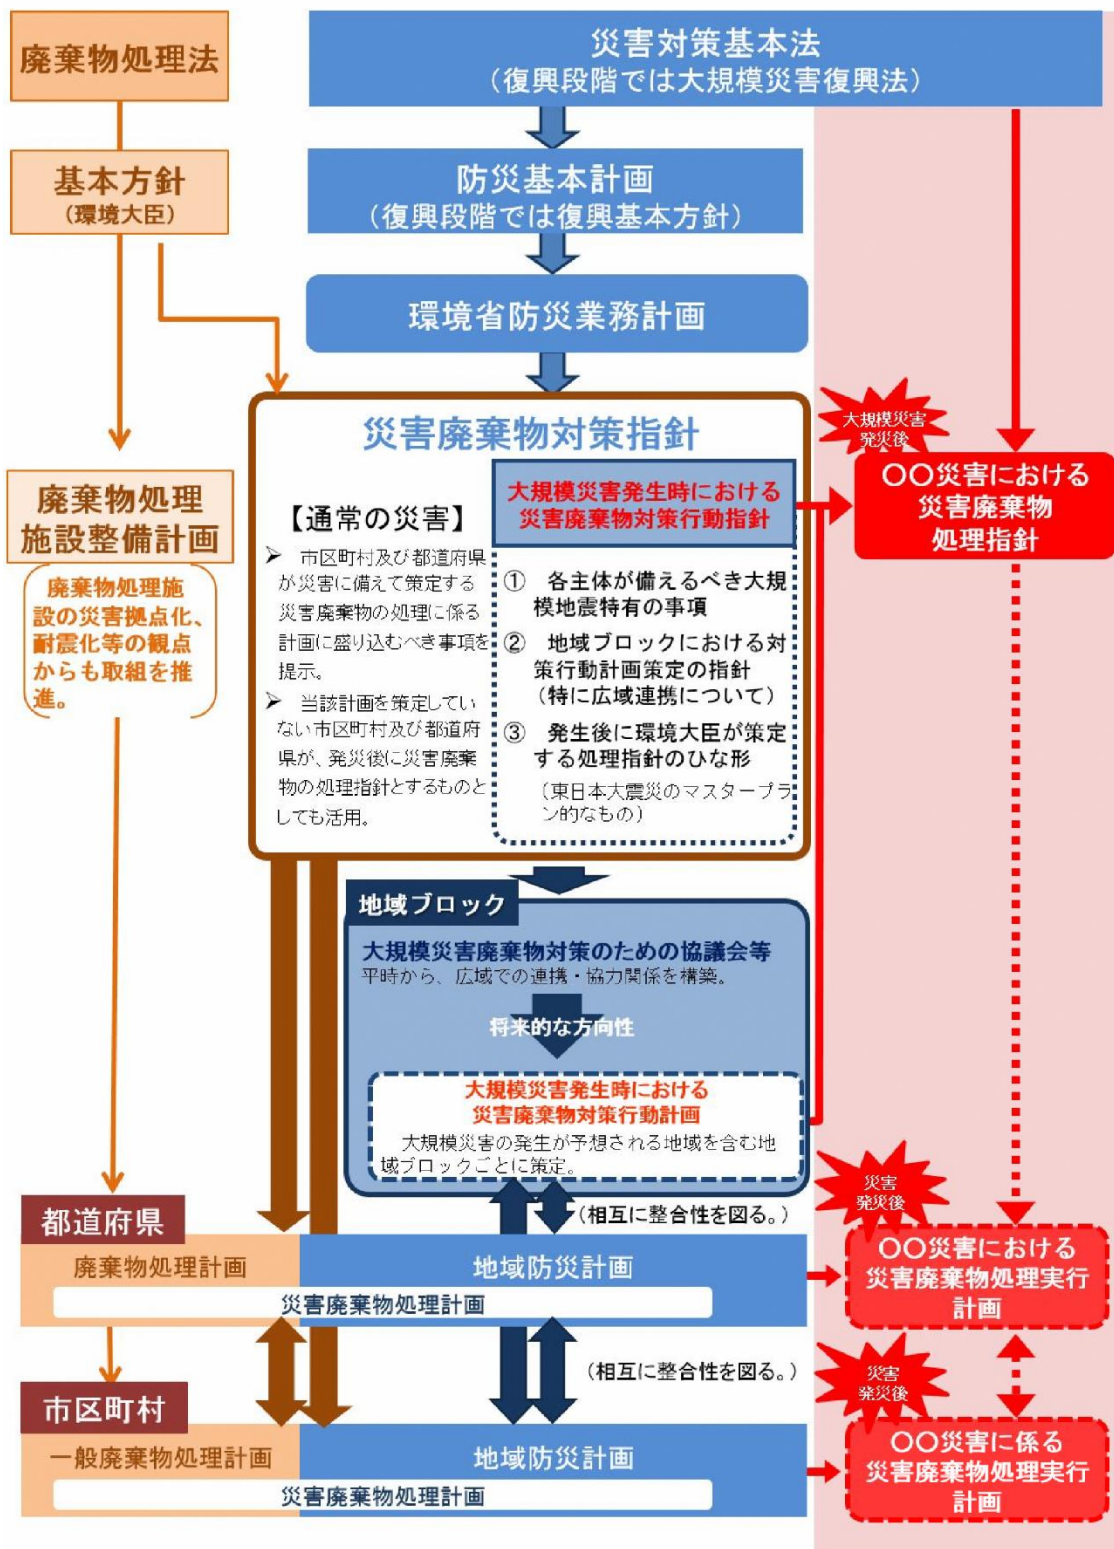 廃棄物処理法
災害対策基本法
（復興段階では大規模災害復興法）
基本方針
（環境大臣）
防災基本計画
（復興段階では復興基本方針）
環境省防災業務計画
災害廃棄物対策指針
【通常の災害】
➢ 市区町村及び都道府県
が災害に備えて策定する
災害廃棄物の処理に係る
計画に盛り込むべき事項を
提示。
➢ 当該計画を策定してい
ない市区町村及び都道府
県が、発災後に災害廃棄
物の処理指針とするものと
しても活用。
大規模災害発生時における
災害廃棄物対策行動指針
① 各主体が備えるべき大規
模地震特有の事項
② 地域ブロックにおける対
策行動計画策定の指針
（特に広域連携について）
③ 発生後に環境大臣が策定
する処理指針のひな形
（東日本大震災のマスタープラ
ン的なもの）
大規模災害
発災後
〇〇災害における
災害廃棄物
処理指針
廃棄物処理
施設整備計画
廃棄物処理施
設の災害拠点化、
耐震化等の観点
からも取組を推
進。
地域ブロック
大規模災害廃棄物対策のための協議会等
平時から、広域での連携・協力関係を構築。
将来的な方向性
大規模災害発生時における
災害廃棄物対策行動計画
大規模災害の発生が予想される地域を含む地
域ブロックごとに策定。
（相互に整合性を図る。）
都道府県
廃棄物処理計画
地域防災計画
災害廃棄物処理計画
災害
発災後
〇〇災害における
災害廃棄物処理実行
計画
（相互に整合性を図る。）
市区町村
一般廃棄物処理計画
地域防災計画
災害廃棄物処理計画
災害
発災後
〇〇災害に係る
災害廃棄物処理実行
計画